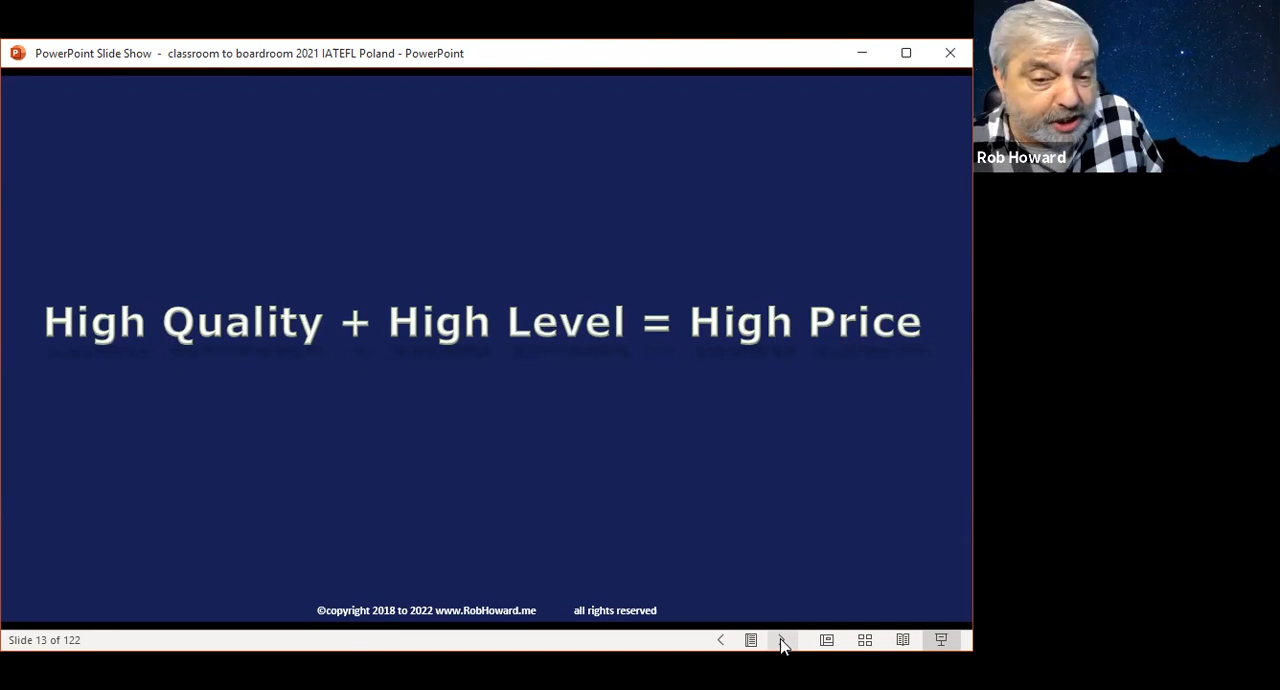 PowerPoint Slide Show - classroom to boardroom 2021 IATEFL Poland - PowerPoint
Rob Howard
High Quality + High Level = High Price
©copyright 2018 to 2022 www.RobHoward.me all rights reserved
Slide 13 of 122